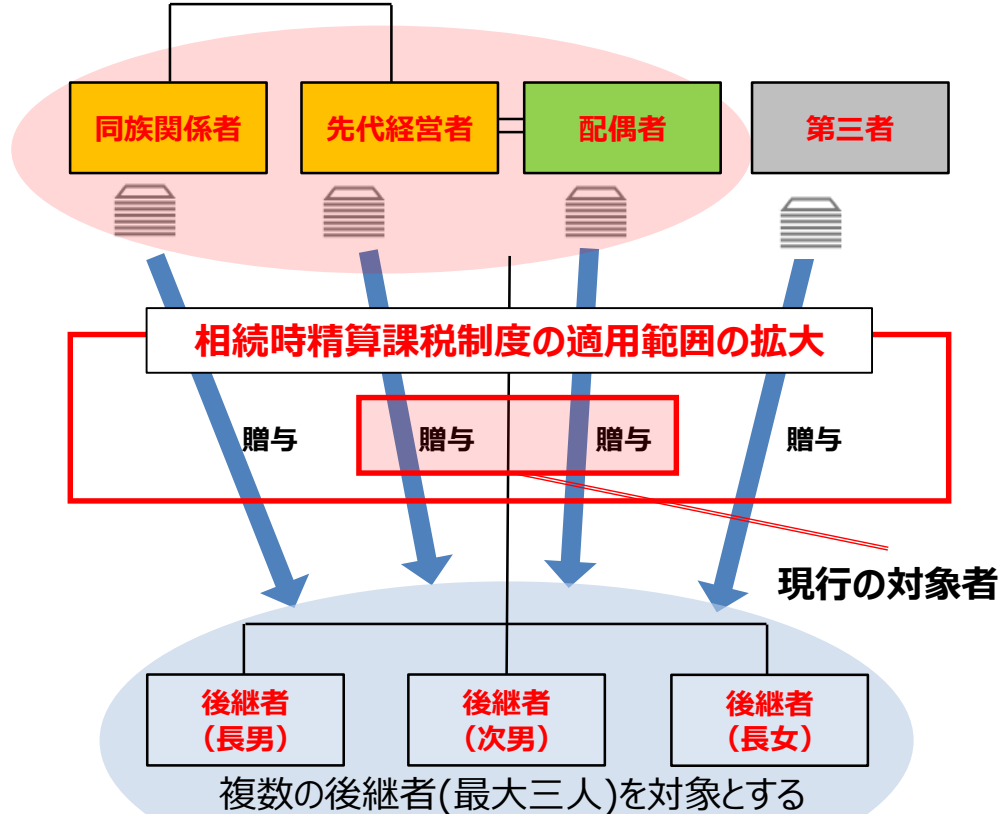 同族関係者
先代経営者
配偶者
第三者
相続時精算課税制度の適用範囲の拡大
贈与
贈与
贈与
贈与
現行の対象者
後継者
(長男)
後継者
(次男)
後継者
(長女)
複数の後継者(最大三人)を対象とする